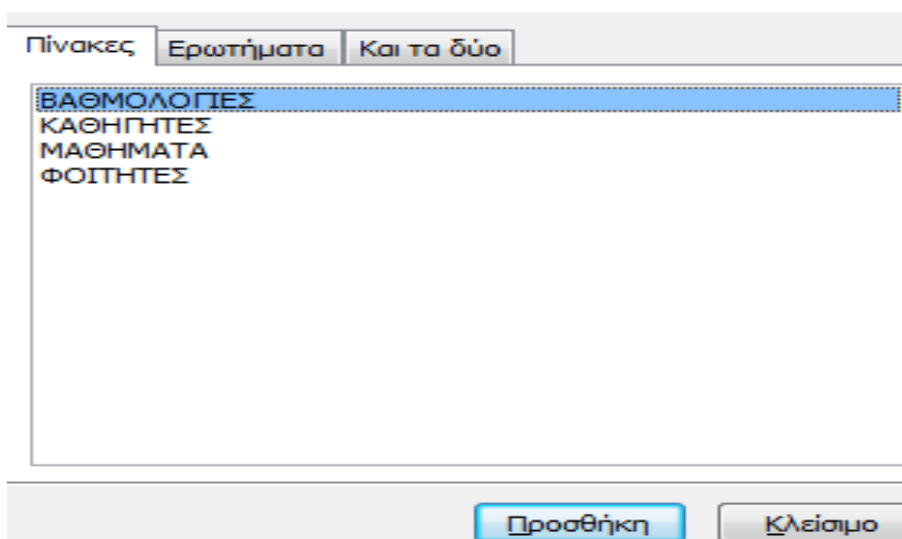 Πίνακες Ερωτήματα Και τα δύο
ΒΑΘΜΟΛΟΓΙΕΣ
ΚΑΘΗΓΗΤΕΣ
ΜΑΘΗΜΑΤΑ
ΦΟΙΤΗΤΕΣ
Προσθήκη Κλείσιμο